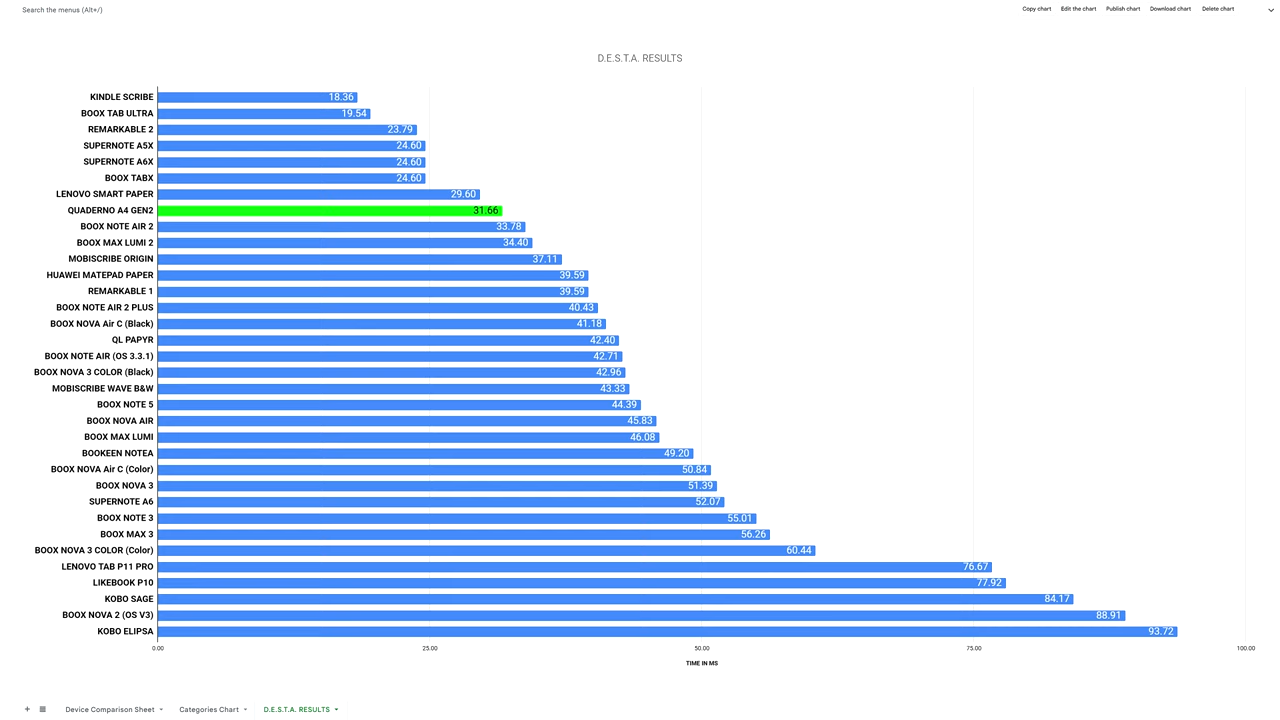 Search the menus (Alt+/)
Copy chart Edit the chart Publish chart Download chart Delete chart
D.E.S.T.A. RESULTS
KINDLE SCRIBE 18.36
BOOX TAB ULTRA 19.54
REMARKABLE 2 23.79
SUPERNOTE A5X 24.60
SUPERNOTE A6X 24.60
BOOX TABX 24.60
LENOVO SMART PAPER 29.60
QUADERNO A4 GEN2 31.66
BOOX NOTE AIR 2 33.78
BOOX MAX LUMI 2 34.40
MOBISCRIBE ORIGIN 37.11
HUAWEI MATEPAD PAPER 39.59
REMARKABLE 1 39.59
BOOX NOTE AIR 2 PLUS 40.43
BOOX NOVA Air C (Black) 41.18
QL PAPYR 42.40
BOOX NOTE AIR (OS 3.3.1) 42.71
BOOX NOVA 3 COLOR (Black) 42.96
MOBISCRIBE WAVE B&W 43.33
BOOX NOTE 5 44.39
BOOX NOVA AIR 45.83
BOOX MAX LUMI 46.08
BOOKEEN NOTEA 49.20
BOOX NOVA Air C (Color) 50.84
BOOX NOVA 3 51.39
SUPERNOTE A6 52.07
BOOX NOTE 3 55.01
BOOX MAX 3 56.26
BOOX NOVA 3 COLOR (Color) 60.44
LENOVO TAB P11 PRO 76.67
LIKEBOOK P10 77.92
KOBO SAGE 84.17
BOOX NOVA 2 (OS V3) 88.91
KOBO ELIPSA 93.72
0.00 25.00 50.00 75.00 100.00
TIME IN MS
Device Comparison Sheet Categories Chart D.E.S.T.A. RESULTS